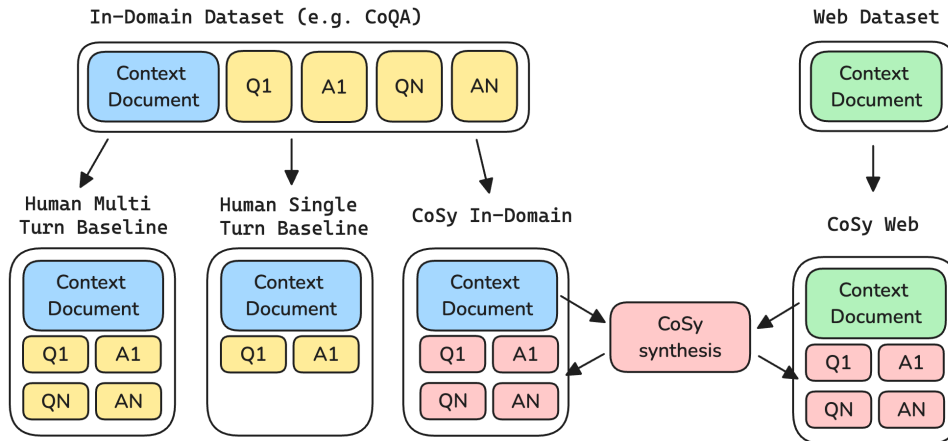 In-Domain Dataset (e.g. CoQA)
Web Dataset
Context
Document
Q1
A1
QN
AN
Context
Document
Human Multi
Turn Baseline
Human Single
Turn Baseline
CoSy In-Domain
CoSy Web
Context
Document
Q1
A1
QN
AN
Context
Document
Q1
A1
Context
Document
Q1
A1
QN
AN
CoSy
synthesis
Context
Document
Q1
A1
QN
AN